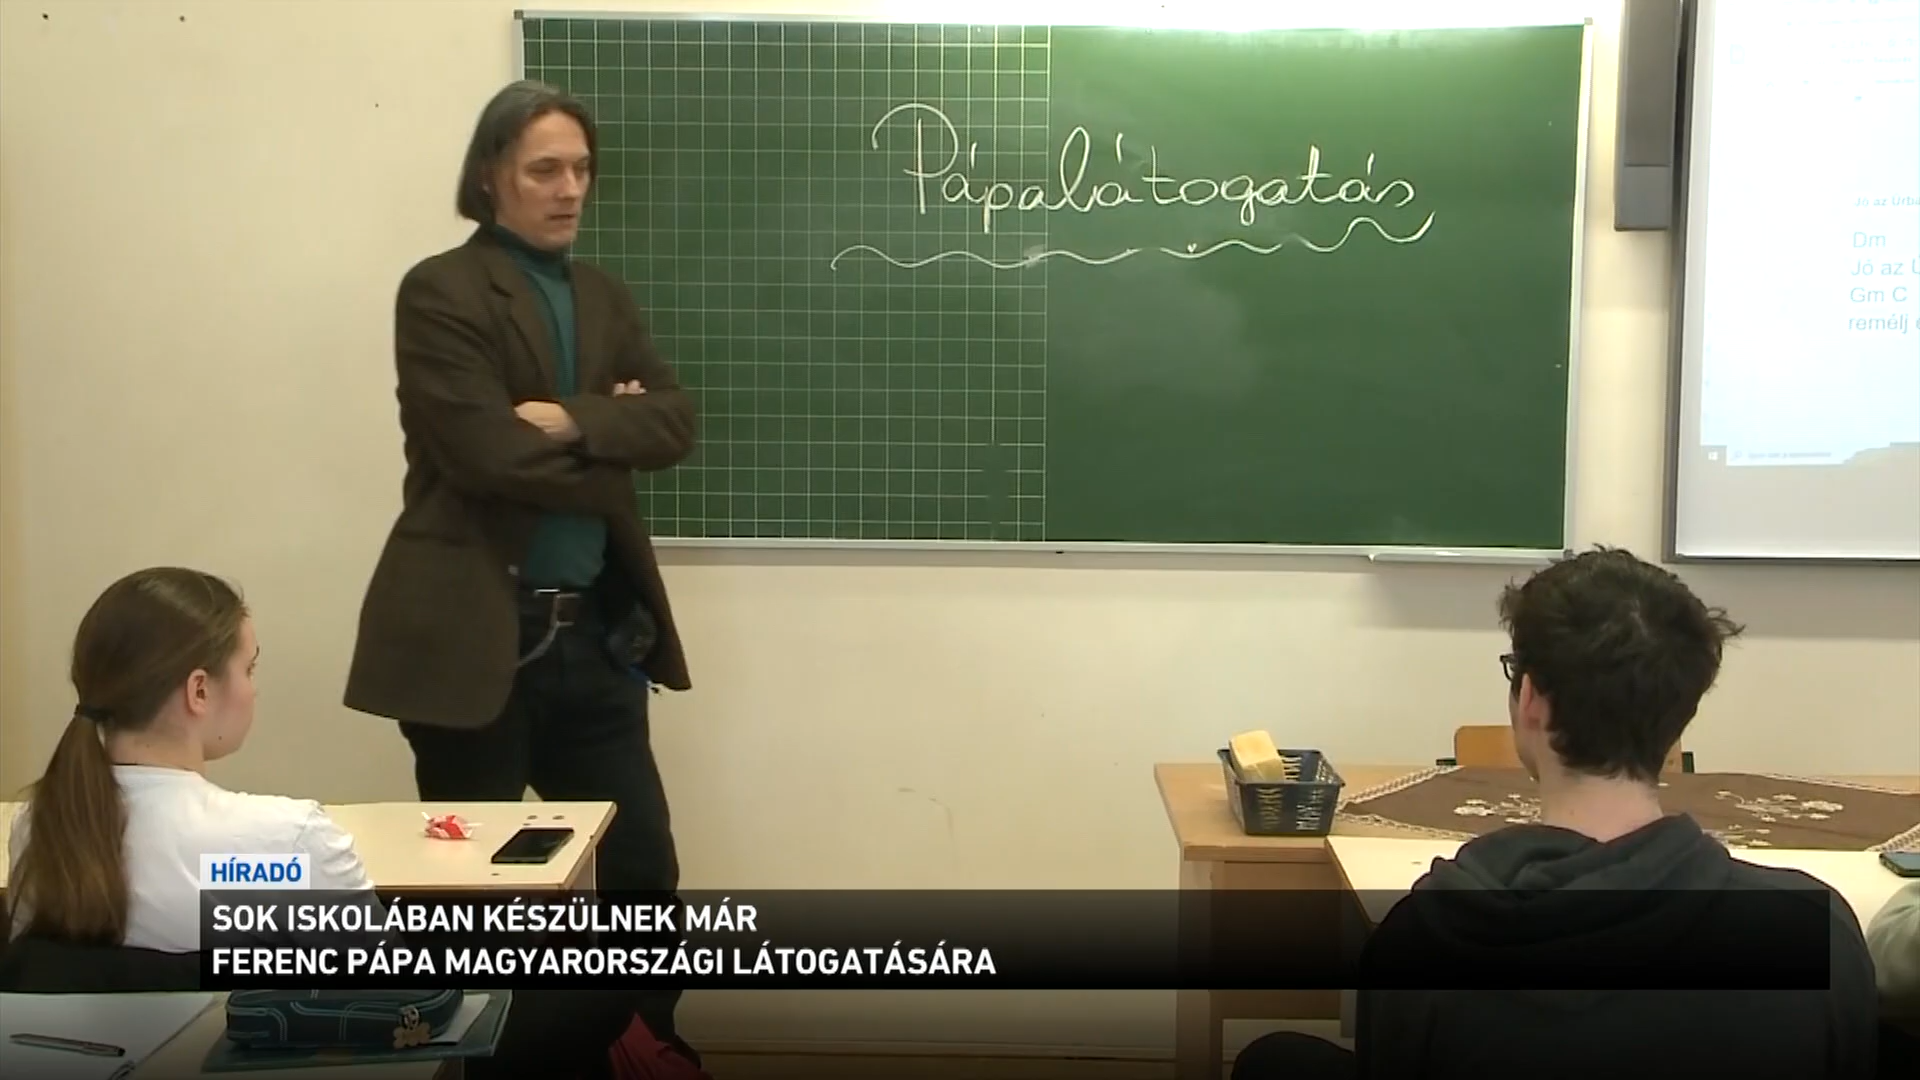 Pápalátogatás
Dm
Jó az
Gm C
remélj
HÍRADÓ
SOK ISKOLÁBAN KÉSZÜLNEK MÁR
FERENC PÁPA MAGYARORSZÁGI LÁTOGATÁSÁRA